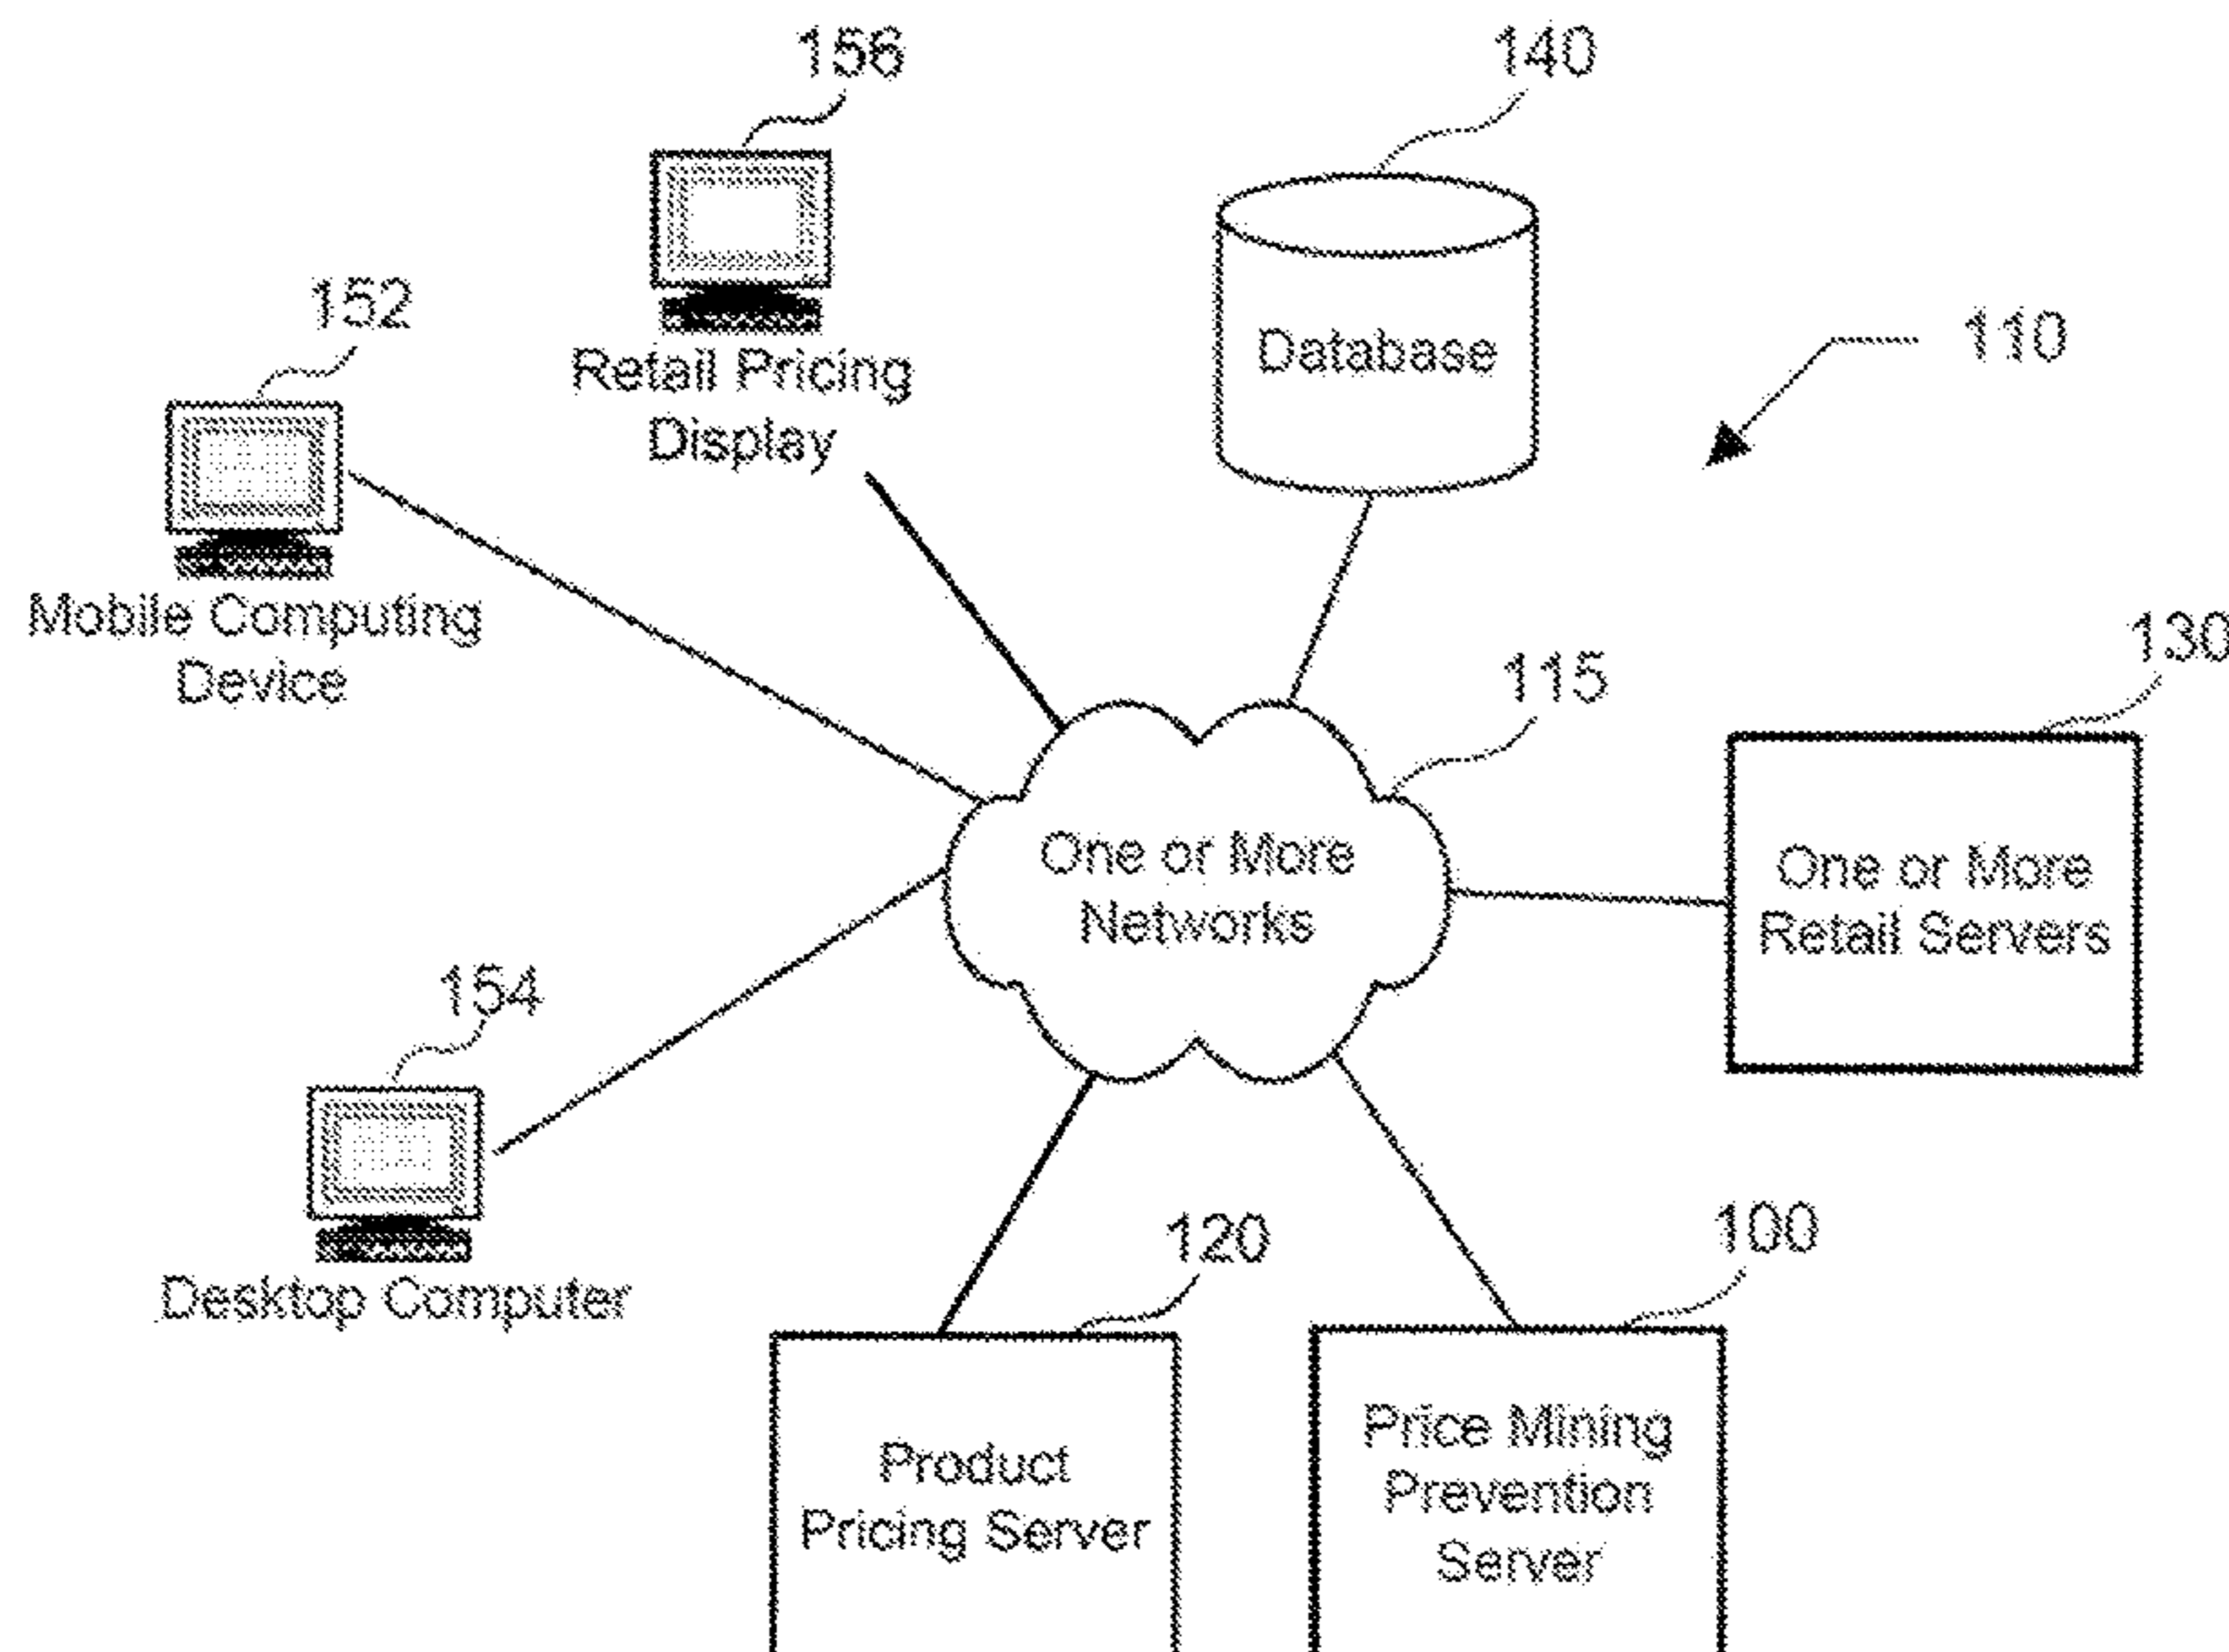 156
140
152
Retail Pricing
Display
Database
110
Mobile Computing
Device
115
130
One or More
Networks
One or More
Retail Servers
154
Desktop Computer
120
100
Product
Pricing Server
Price Mining
Prevention
Server